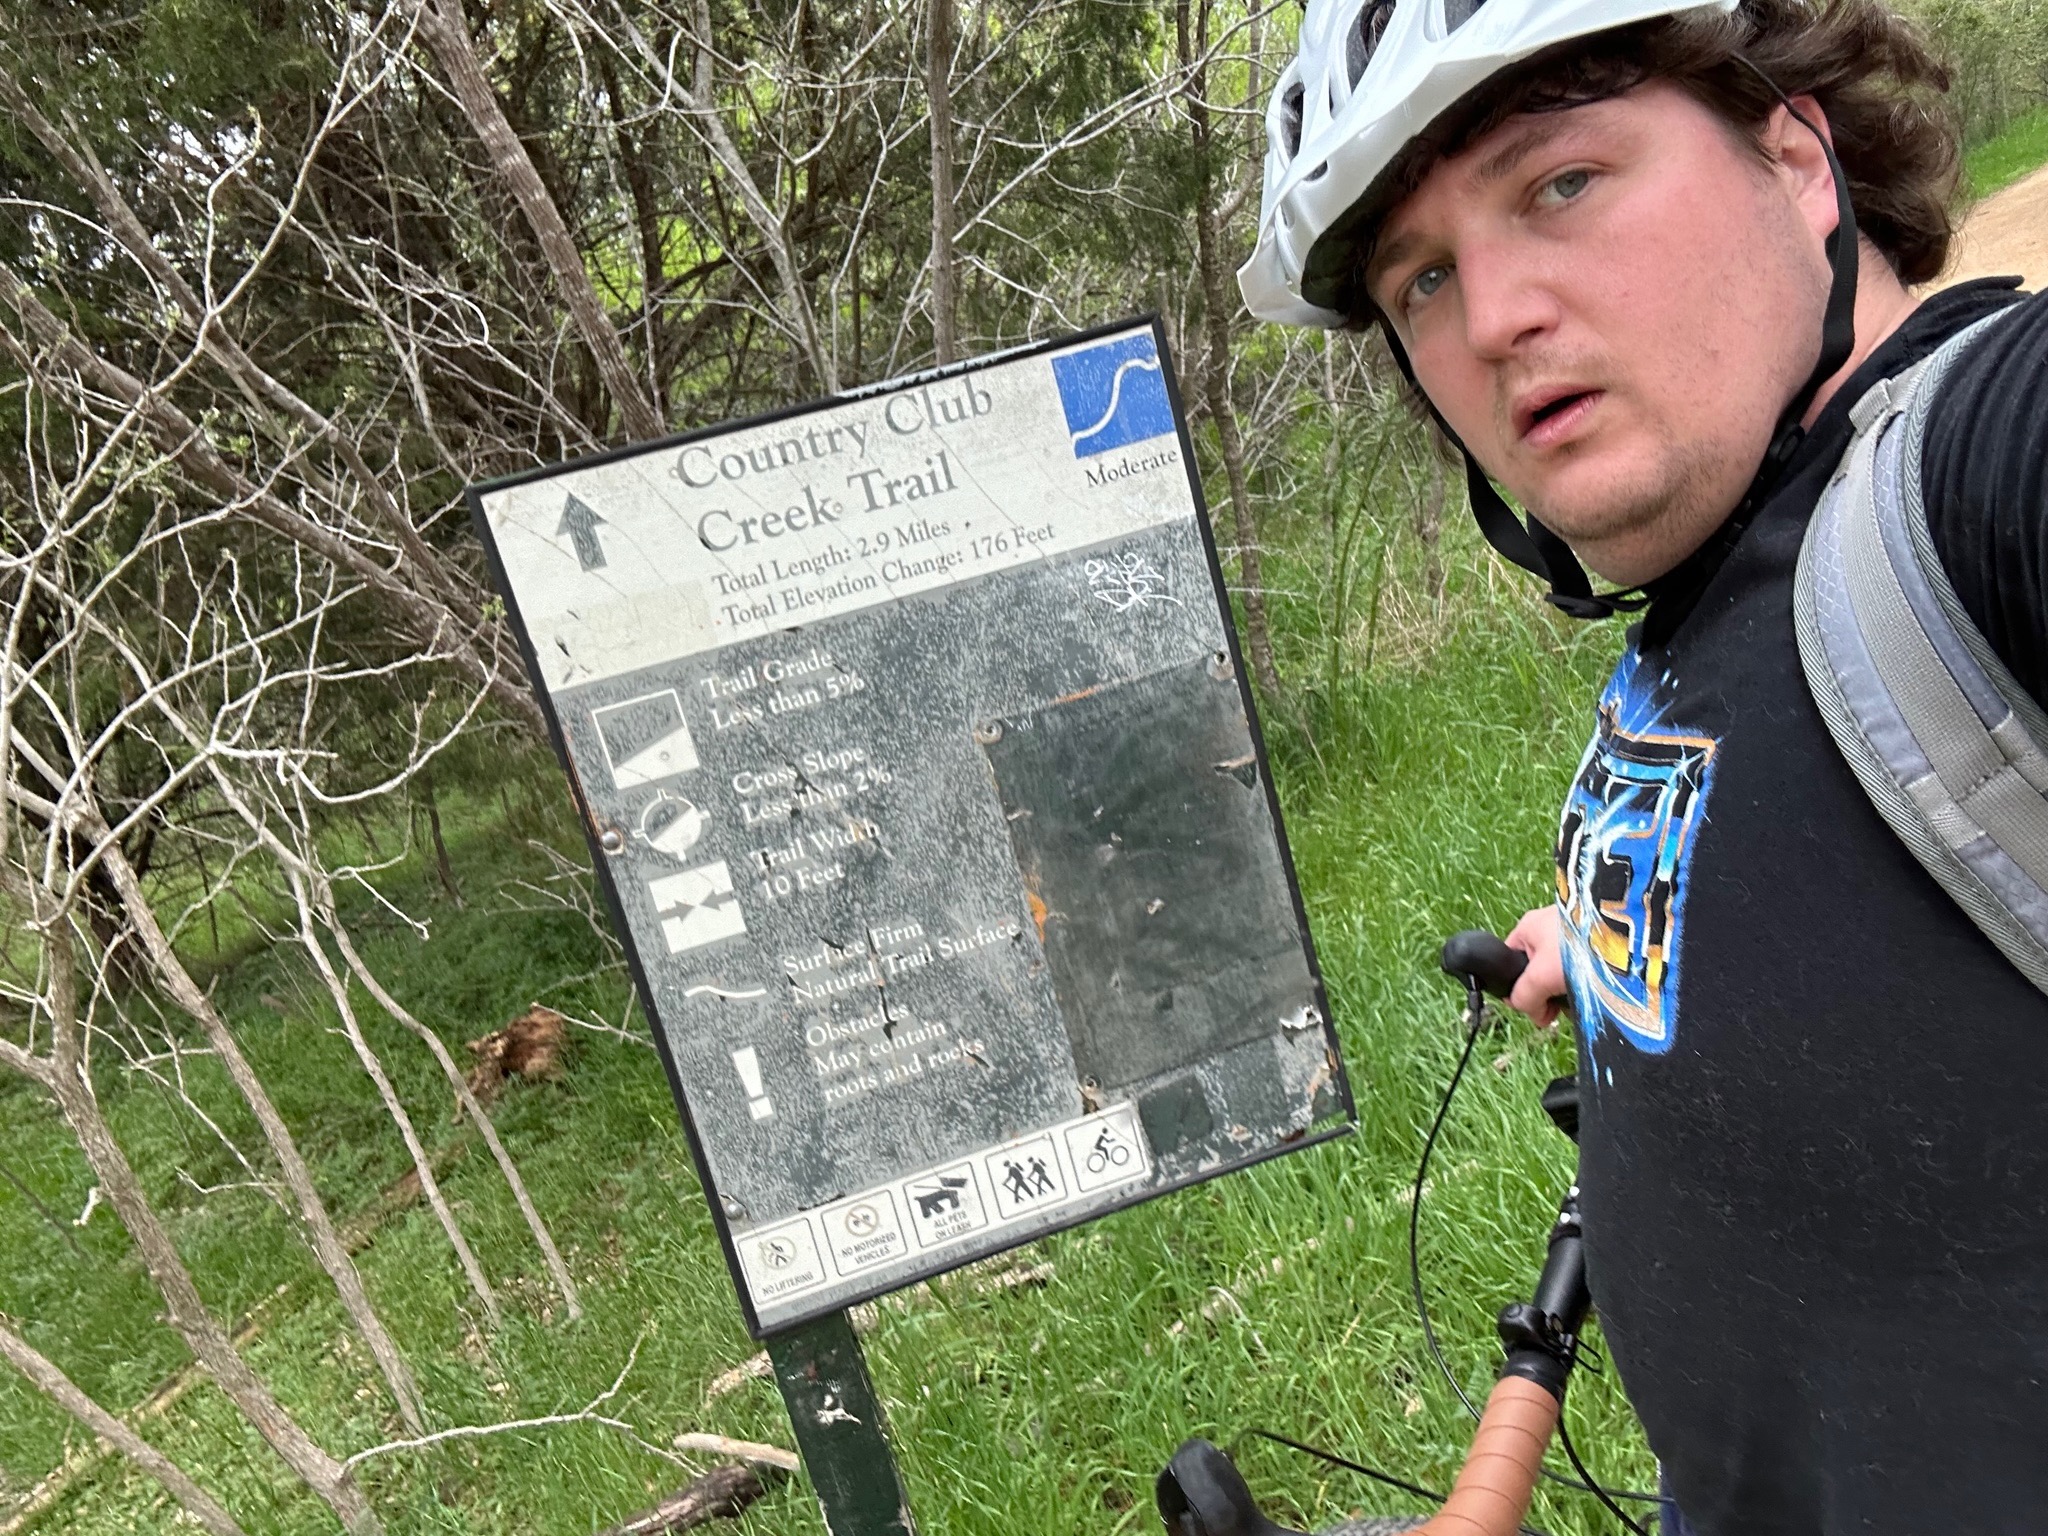 Country Club
Creek Trail
Moderate
Total Length: 2.9 Miles
Total Elevation Change: 176 Feet
Trail Grade
Less than 5%
Cross Slope
Less than 2%
Trail Width
10 Feet
Surface Firm
Natural Trail Surface
Obstacles
May contain
roots and rocks
NO LITTERING
NO MOTORIZED
VEHICLES
ALL PETS
ON LEASH